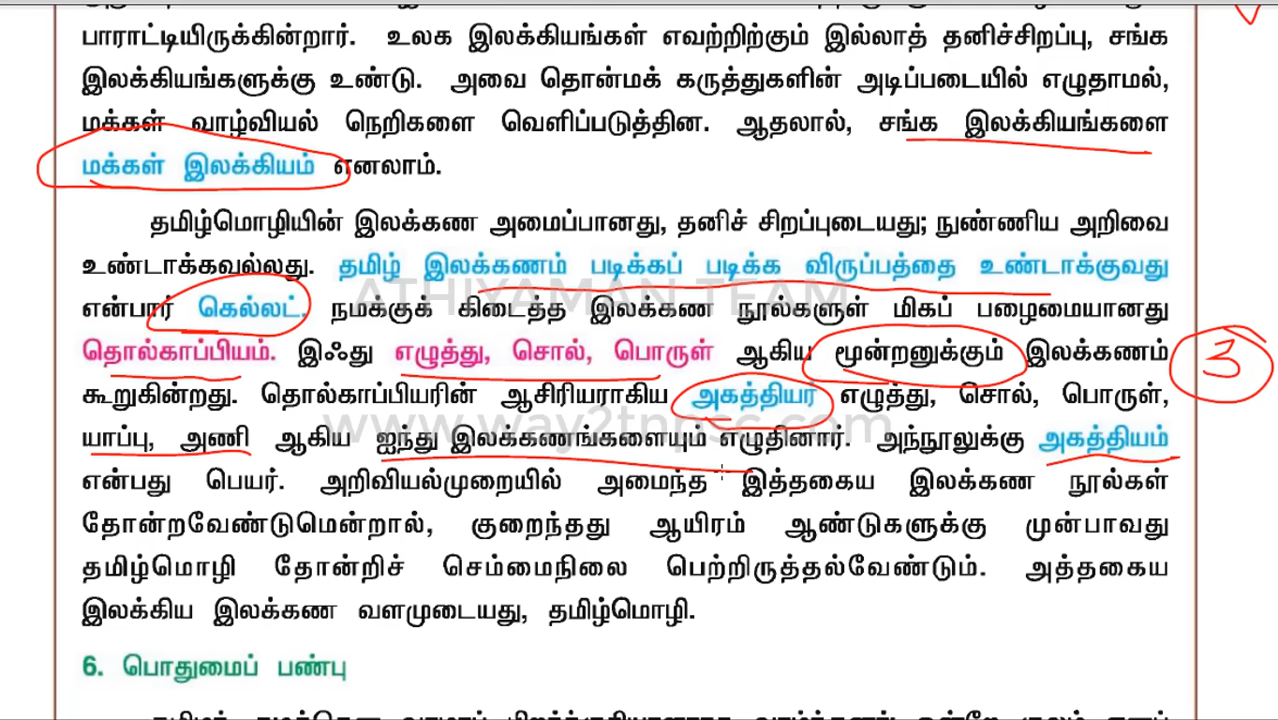 பாராட்டியிருக்கின்றார். உலக இலக்கியங்கள் எவற்றிற்கும் இல்லாத் தனிச்சிறப்பு, சங்க
இலக்கியங்களுக்கு உண்டு. அவை தொன்மக் கருத்துகளின் அடிப்படையில் எழுதாமல்,
மக்கள் வாழ்வியல் நெறிகளை வெளிப்படுத்தின. ஆதலால், சங்க இலக்கியங்களை
மக்கள் இலக்கியம் எனலாம்.
தமிழ்மொழியின் இலக்கண அமைப்பானது, தனிச் சிறப்புடையது; நுண்ணிய அறிவை
உண்டாக்கவல்லது. தமிழ் இலக்கணம் படிக்கப் படிக்க விருப்பத்தை உண்டாக்குவது
ATHIYAMAN TEAM
என்பார் கெல்லட். நமக்குக் கிடைத்த இலக்கண நூல்களுள் மிகப் பழைமையானது
தொல்காப்பியம். இஃது எழுத்து, சொல், பொருள் ஆகிய மூன்றனுக்கும் இலக்கணம் 3
கூறுகின்றது. தொல்காப்பியரின் ஆசிரியராகிய அகத்தியர் எழுத்து, சொல், பொருள்,
www.way2tnpsc.com
யாப்பு, அணி ஆகிய ஐந்து இலக்கணங்களையும் எழுதினார். அந்நூலுக்கு அகத்தியம்
என்பது பெயர். அறிவியல்முறையில் அமைந்த இத்தகைய இலக்கண நூல்கள்
தோன்றவேண்டுமென்றால், குறைந்தது ஆயிரம் ஆண்டுகளுக்கு முன்பாவது
தமிழ்மொழி தோன்றிச் செம்மைநிலை பெற்றிருத்தல்வேண்டும். அத்தகைய
இலக்கிய இலக்கண வளமுடையது, தமிழ்மொழி.
6. பொதுமைப் பண்பு